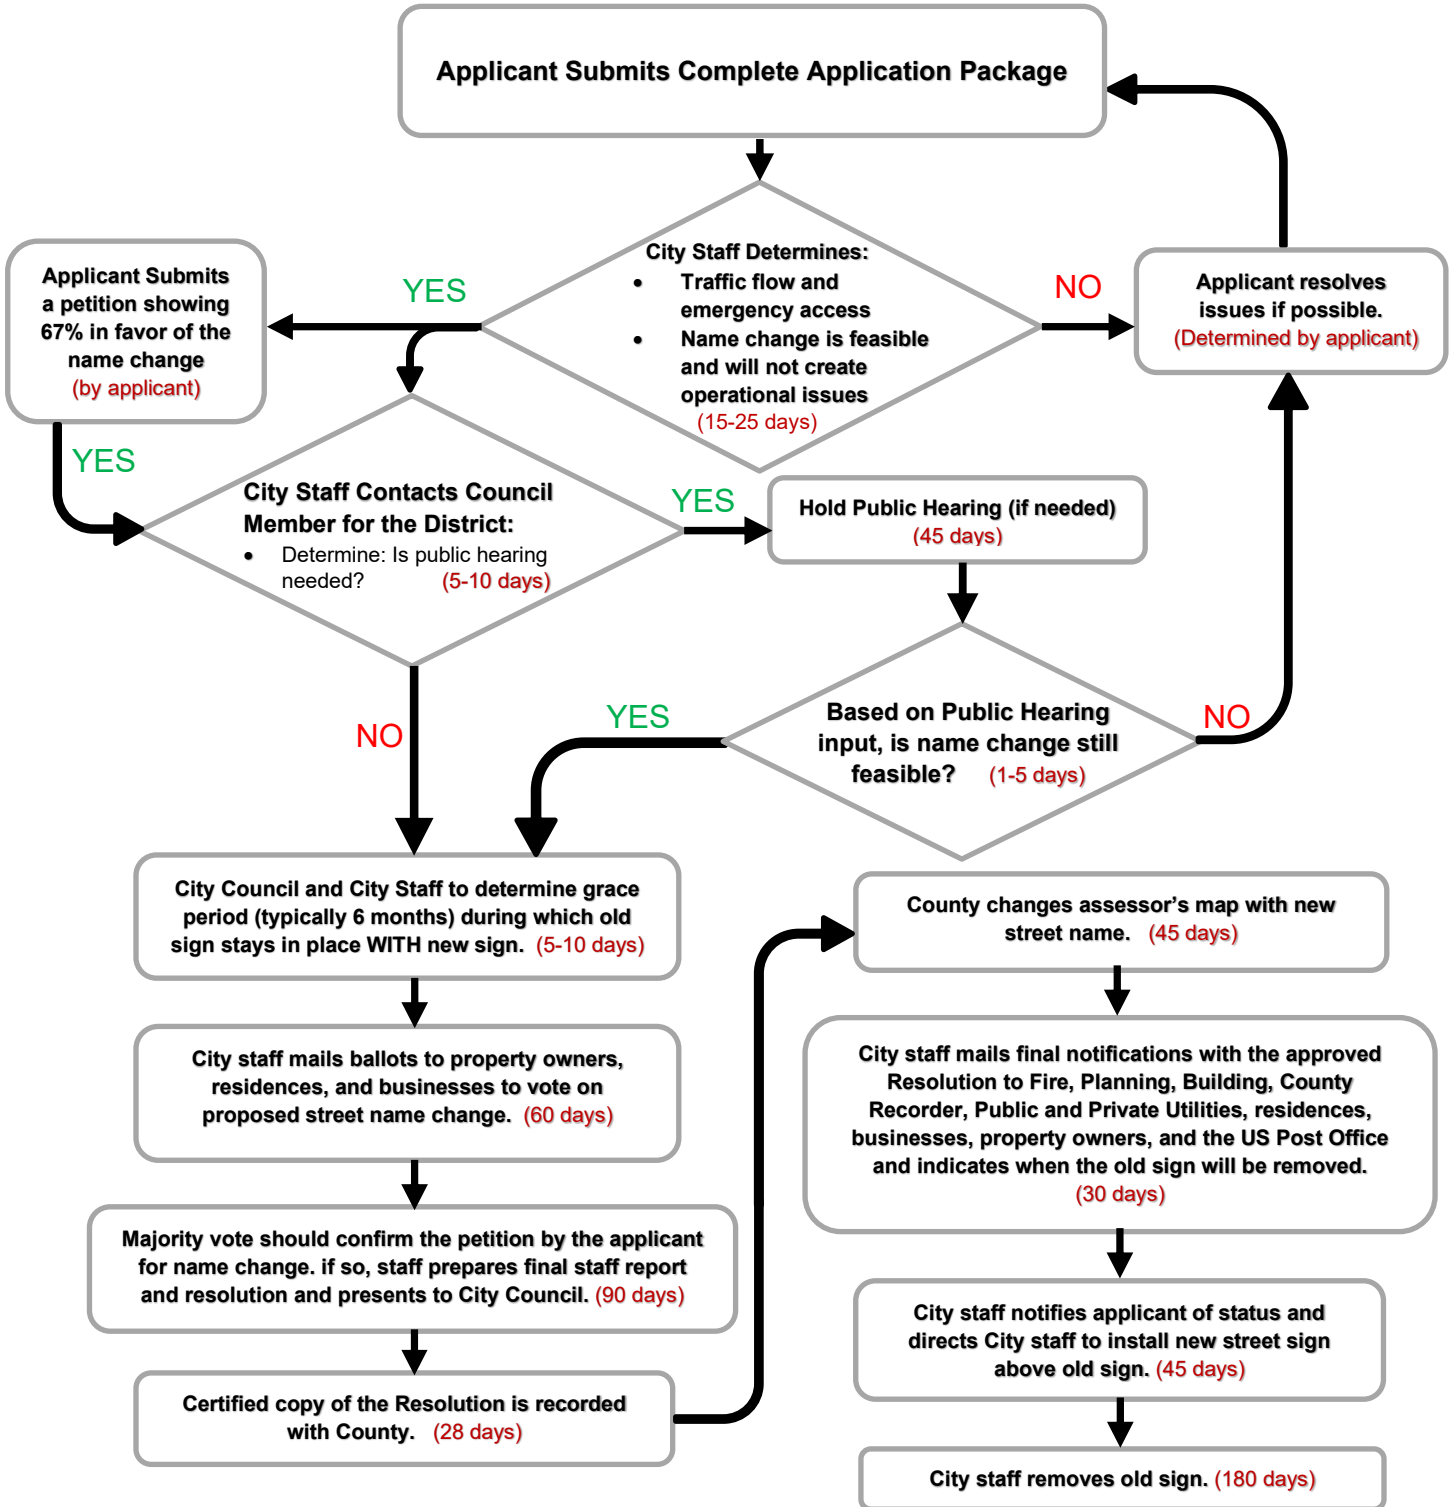 Applicant Submits Complete Application Package
City Staff Determines:
• Traffic flow and
emergency access
• Name change is feasible
and will not create
operational issues
(15-25 days)
YES
NO
Applicant Submits
a petition showing
67% in favor of the
name change
(by applicant)
Applicant resolves
issues if possible.
(Determined by applicant)
YES
City Staff Contacts Council
Member for the District:
• Determine: Is public hearing
needed? (5-10 days)
YES
Hold Public Hearing (if needed)
(45 days)
NO
YES
Based on Public Hearing
input, is name change still
feasible? (1-5 days)
NO
City Council and City Staff to determine grace
period (typically 6 months) during which old
sign stays in place WITH new sign. (5-10 days)
City staff mails ballots to property owners,
residences, and businesses to vote on
proposed street name change. (60 days)
Majority vote should confirm the petition by the applicant
for name change. if so, staff prepares final staff report
and resolution and presents to City Council. (90 days)
Certified copy of the Resolution is recorded
with County. (28 days)
County changes assessor's map with new
street name. (45 days)
City staff mails final notifications with the approved
Resolution to Fire, Planning, Building, County
Recorder, Public and Private Utilities, residences,
businesses, property owners, and the US Post Office
and indicates when the old sign will be removed.
(30 days)
City staff notifies applicant of status and
directs City staff to install new street sign
above old sign. (45 days)
City staff removes old sign. (180 days)